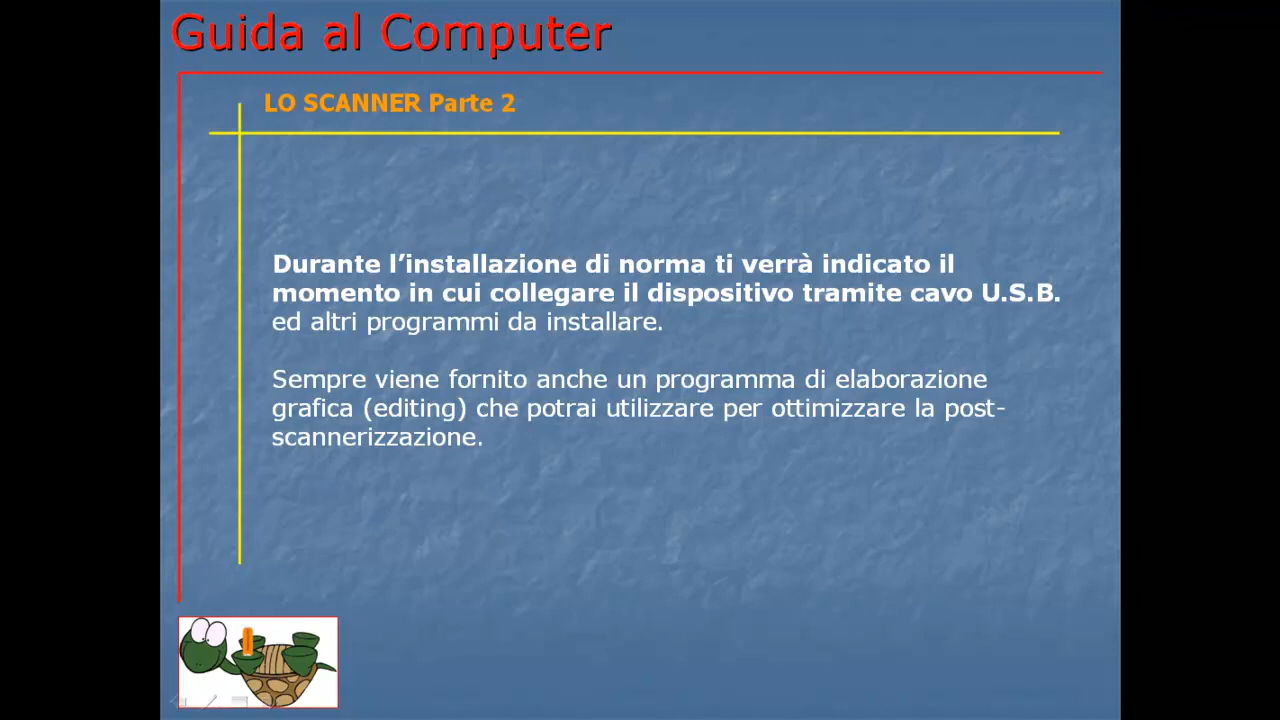 Guida al Computer
LO SCANNER Parte 2
Durante l’installazione di norma ti verrà indicato il
momento in cui collegare il dispositivo tramite cavo U.S.B.
ed altri programmi da installare.
Sempre viene fornito anche un programma di elaborazione
grafica (editing) che potrai utilizzare per ottimizzare la post-
scannerizzazione.